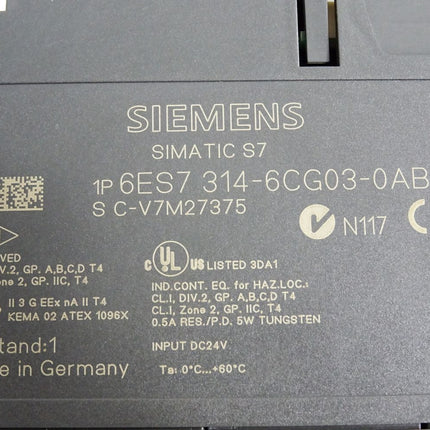 SIEMENS
SIMATIC S7
1P 6ES7 314-6CG03-0AB
S C-V7M27375
N117
C UL US LISTED 3DA1
IV.2, GP. A,B,C,D T4
one 2, GP. IIC, T4
II 3 G EEx nA II T4
KEMA 02 ATEX 1096X
IND.CONT. EQ. for HAZ.LOC.:
CL.I, DIV.2, GP. A,B,C,D T4
CL.I, Zone 2, GP. IIC, T4
0.5A RES./P.D. 5W TUNGSTEN
tand:1
INPUT DC24V
e in Germany
Ta: 0°C...+60°C